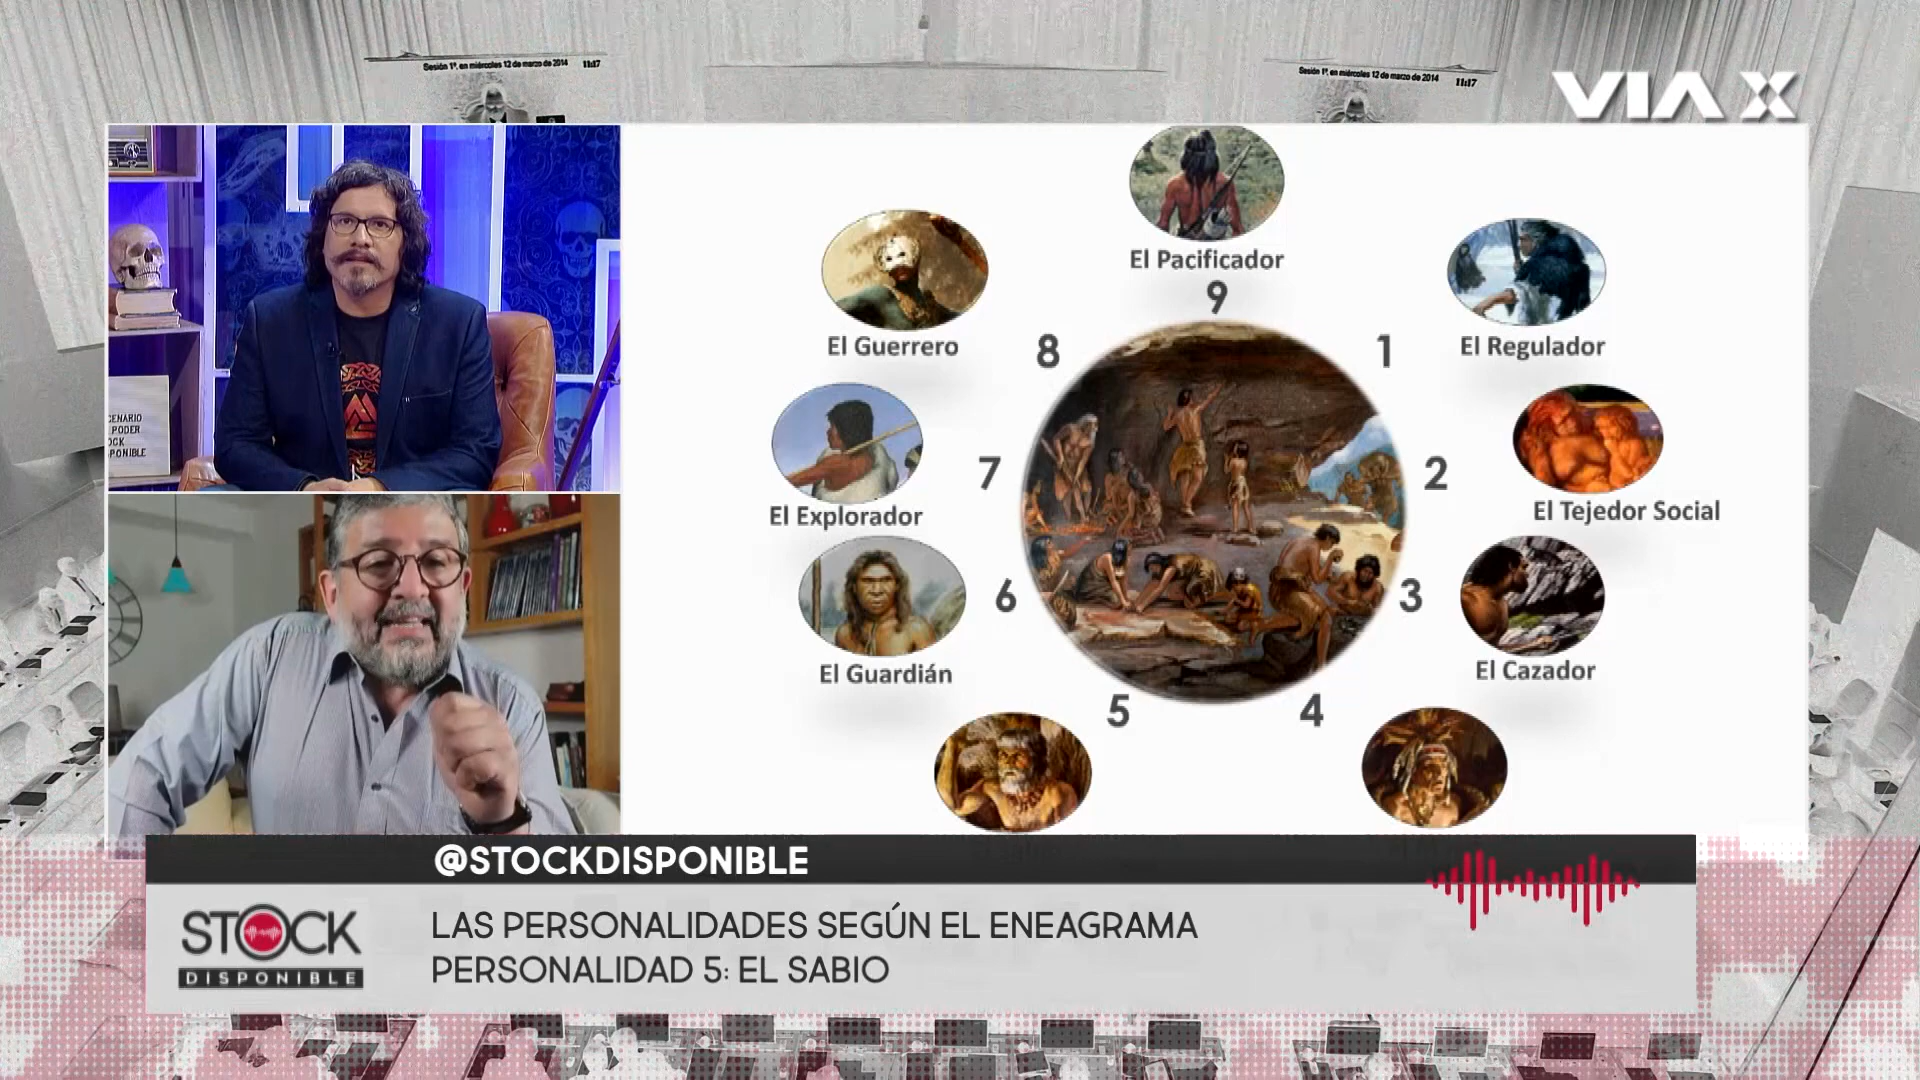 Sesión 1ª, en miércoles 12 de marzo de 2014 11:17
Sesión 1ª, en miércoles 12 de marzo de 2014 11:17
VIA X
El Pacificador
9
El Guerrero
8
1
El Regulador
El Explorador
7
2
El Tejedor Social
El Guardián
6
3
El Cazador
5
4
CENARIO
PODER
OCK
SPONIBLE
@STOCKDISPONIBLE
STOCK
DISPONIBLE
LAS PERSONALIDADES SEGÚN EL ENEAGRAMA
PERSONALIDAD 5: EL SABIO